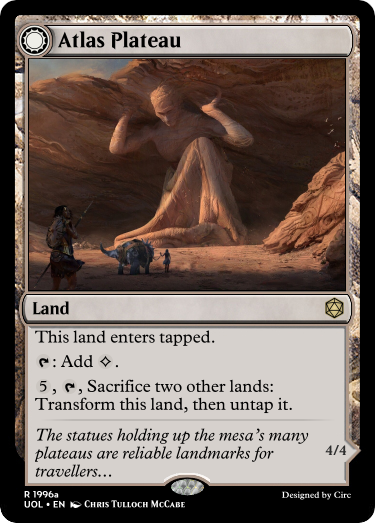 Atlas Plateau
Land
This land enters tapped.
: Add .
5 , , Sacrifice two other lands:
Transform this land, then untap it.
The statues holding up the mesa's many
plateaus are reliable landmarks for
travellers...
4/4
R 1996a
UOL • EN Chris Tulloch McCabe
Designed by Circ